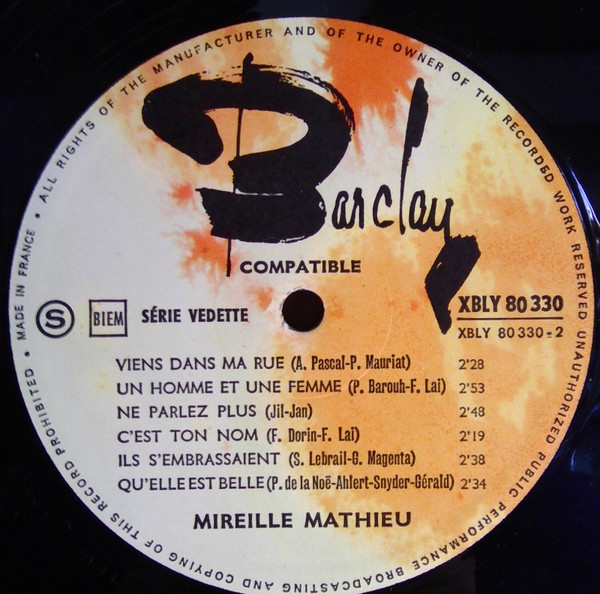 MADE IN FRANCE • ALL RIGHTS OF THE MANUFACTURER AND OF THE OWNER OF THE RECORDED WORK RESERVED UNAUTHORIZED PUBLIC PERFORMANCE BROADCASTING AND COPYING OF THIS RECORD PROHIBITED •
Barclay
COMPATIBLE
S BIEM SÉRIE VEDETTE XBLY 80 330
XBLY 80 330-2
VIENS DANS MA RUE (A. Pascal-P. Mauriat) 2'28
UN HOMME ET UNE FEMME (P. Barouh-F. Lai) 2'53
NE PARLEZ PLUS (Jil-Jan) 2'48
C'EST TON NOM (F. Dorin-F. Lai) 2'19
ILS S'EMBRASSAIENT (S. Lebrail-G. Magenta) 2'38
QU'ELLE EST BELLE (P. de la Noë-Ahlert-Snyder-Gérald) 2'34
MIREILLE MATHIEU